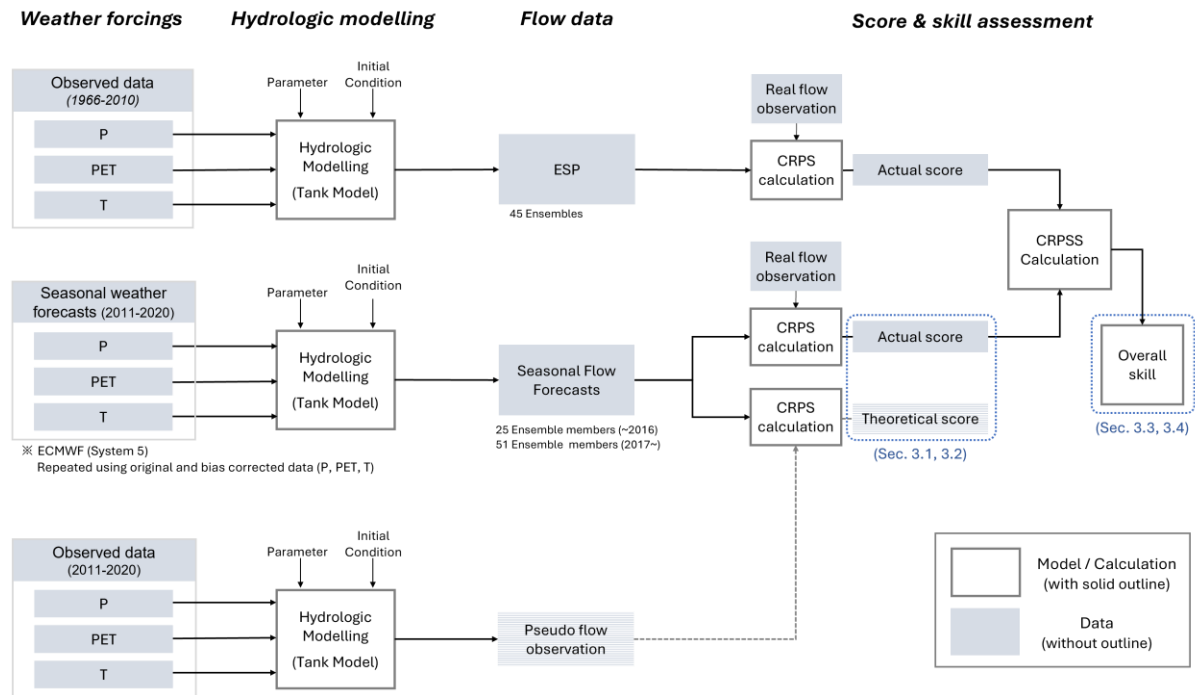 Weather forcings
Hydrologic modelling
Flow data
Score & skill assessment
Observed data
(1966-2010)
P
PET
T
Parameter
Initial
Condition
Hydrologic
Modelling
(Tank Model)
ESP
45 Ensembles
Real flow
observation
CRPS
calculation
Actual score
CRPSS
Calculation
Seasonal weather
forecasts (2011-2020)
P
PET
T
※ ECMWF (System 5)
Repeated using original and bias corrected data (P, PET, T)
Parameter
Initial
Condition
Hydrologic
Modelling
(Tank Model)
Seasonal Flow
Forecasts
25 Ensemble members (~2016)
51 Ensemble members (2017~)
Real flow
observation
CRPS
calculation
Actual score
CRPS
calculation
Theoretical score
(Sec. 3.1, 3.2)
Overall
skill
(Sec. 3.3, 3.4)
Observed data
(2011-2020)
P
PET
T
Parameter
Initial
Condition
Hydrologic
Modelling
(Tank Model)
Pseudo flow
observation
Model / Calculation
(with solid outline)
Data
(without outline)